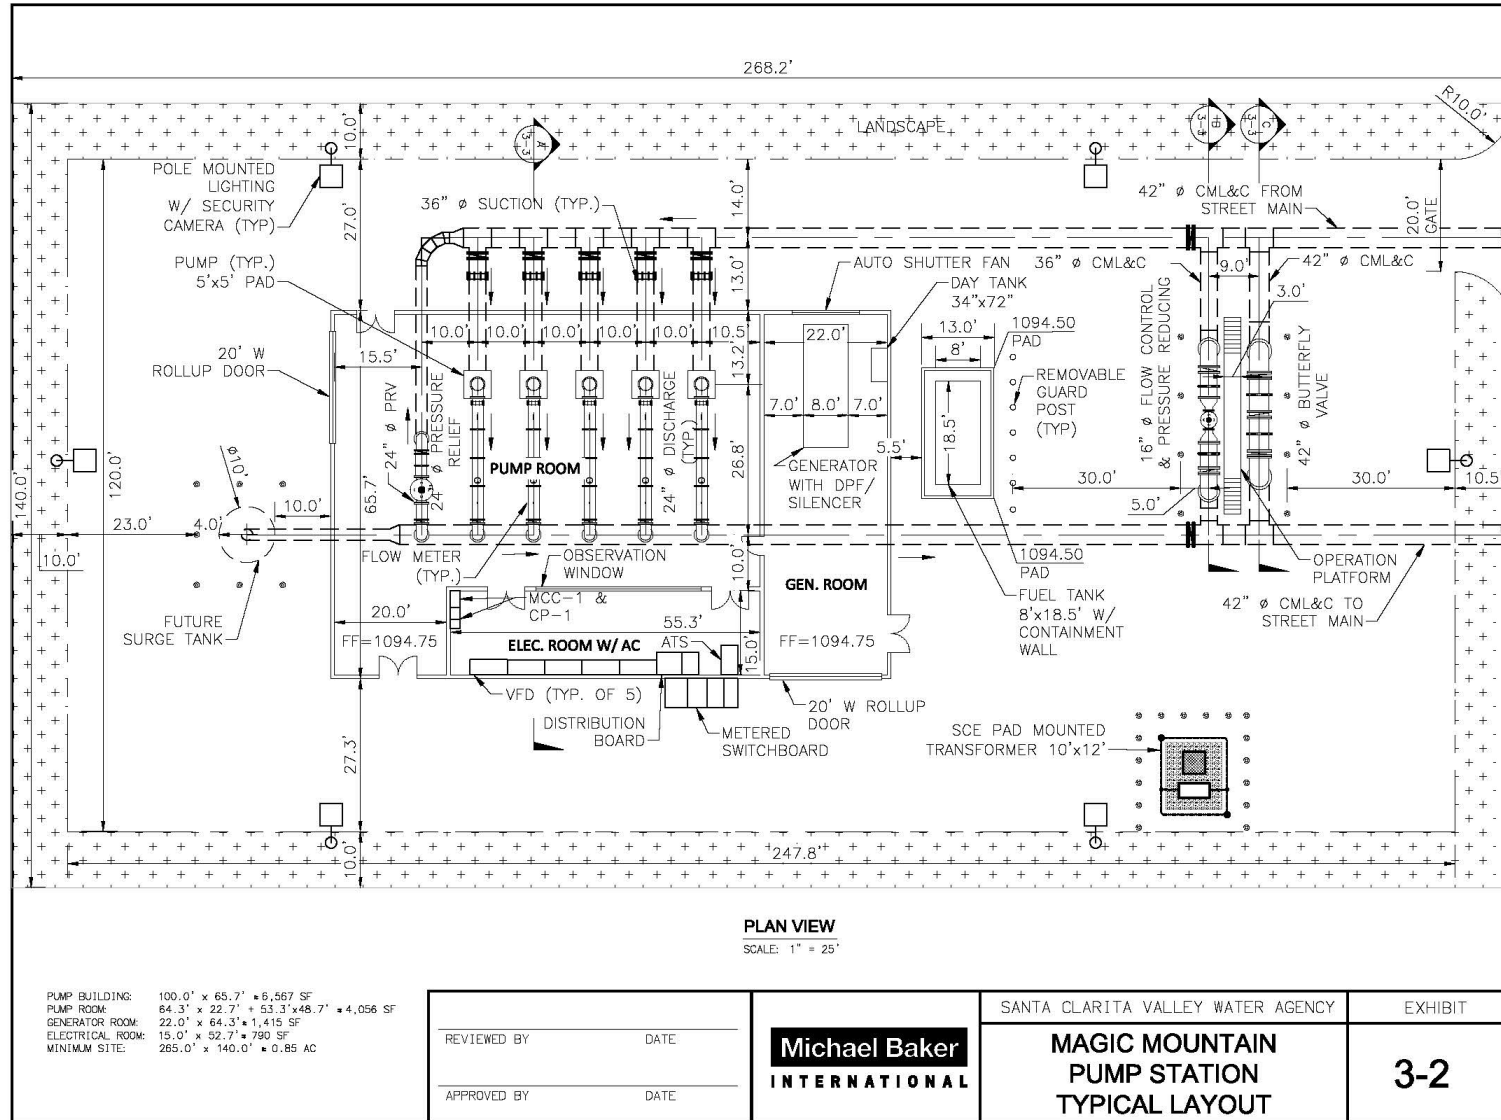 268.2'
LANDSCAPE
R10.0'
10.0'
A
3-3
B
3-3
C
3-3
POLE MOUNTED
LIGHTING
W/ SECURITY
CAMERA (TYP)
27.0'
36" ø SUCTION (TYP.)
14.0'
42" ø CML&C FROM
STREET MAIN
20.0'
GATE
PUMP (TYP.)
5'x5' PAD
13.0'
AUTO SHUTTER FAN
36" ø CML&C
9.0'
42" ø CML&C
DAY TANK
34"x72"
3.0'
10.0'
10.0'
10.0'
10.0'
10.0'
10.5'
22.0'
13.0'
1094.50
PAD
20' W
ROLLUP DOOR
15.5'
13.2'
8'
REMOVABLE
GUARD
POST
(TYP)
16" ø FLOW CONTROL
& PRESSURE REDUCING
42" ø BUTTERFLY
VALVE
24" ø PRV
24" ø PRESSURE
RELIEF
24" ø DISCHARGE
(TYP.)
7.0'
8.0'
7.0'
18.5'
5.5'
140.0'
120.0'
ø10'
65.7'
PUMP ROOM
26.8'
GENERATOR
WITH DPF/
SILENCER
30.0'
5.0'
30.0'
10.5'
10.0'
23.0'
4.0'
10.0'
FLOW METER
(TYP.)
OBSERVATION
WINDOW
10.0'
GEN. ROOM
1094.50
PAD
OPERATION
PLATFORM
FUTURE
SURGE TANK
20.0'
MCC-1 &
CP-1
55.3'
FUEL TANK
8'x18.5' W/
CONTAINMENT
WALL
42" ø CML&C TO
STREET MAIN
FF=1094.75
ELEC. ROOM W/ AC
ATS
15.0'
FF=1094.75
VFD (TYP. OF 5)
20' W ROLLUP
DOOR
DISTRIBUTION
BOARD
METERED
SWITCHBOARD
SCE PAD MOUNTED
TRANSFORMER 10'x12'
27.3'
10.0'
247.8'
PLAN VIEW
SCALE: 1" = 25'
PUMP BUILDING: 100.0' x 65.7' = 6,567 SF
PUMP ROOM: 64.3' x 22.7' + 53.3'x48.7' = 4,056 SF
GENERATOR ROOM: 22.0' x 64.3' = 1,415 SF
ELECTRICAL ROOM: 15.0' x 52.7' = 790 SF
MINIMUM SITE: 265.0' x 140.0' = 0.85 AC
REVIEWED BY DATE
APPROVED BY DATE
Michael Baker
INTERNATIONAL
SANTA CLARITA VALLEY WATER AGENCY
MAGIC MOUNTAIN
PUMP STATION
TYPICAL LAYOUT
EXHIBIT
3-2